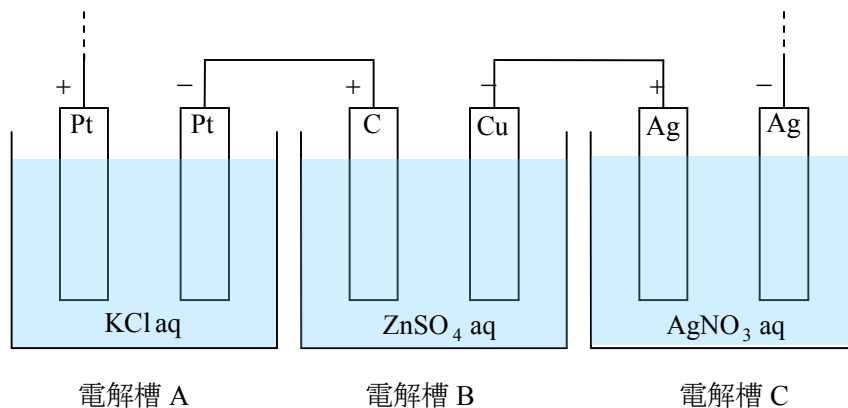 + − + − + −
Pt Pt C Cu Ag Ag
KCl aq ZnSO₄ aq AgNO₃ aq
電解槽 A 電解槽 B 電解槽 C